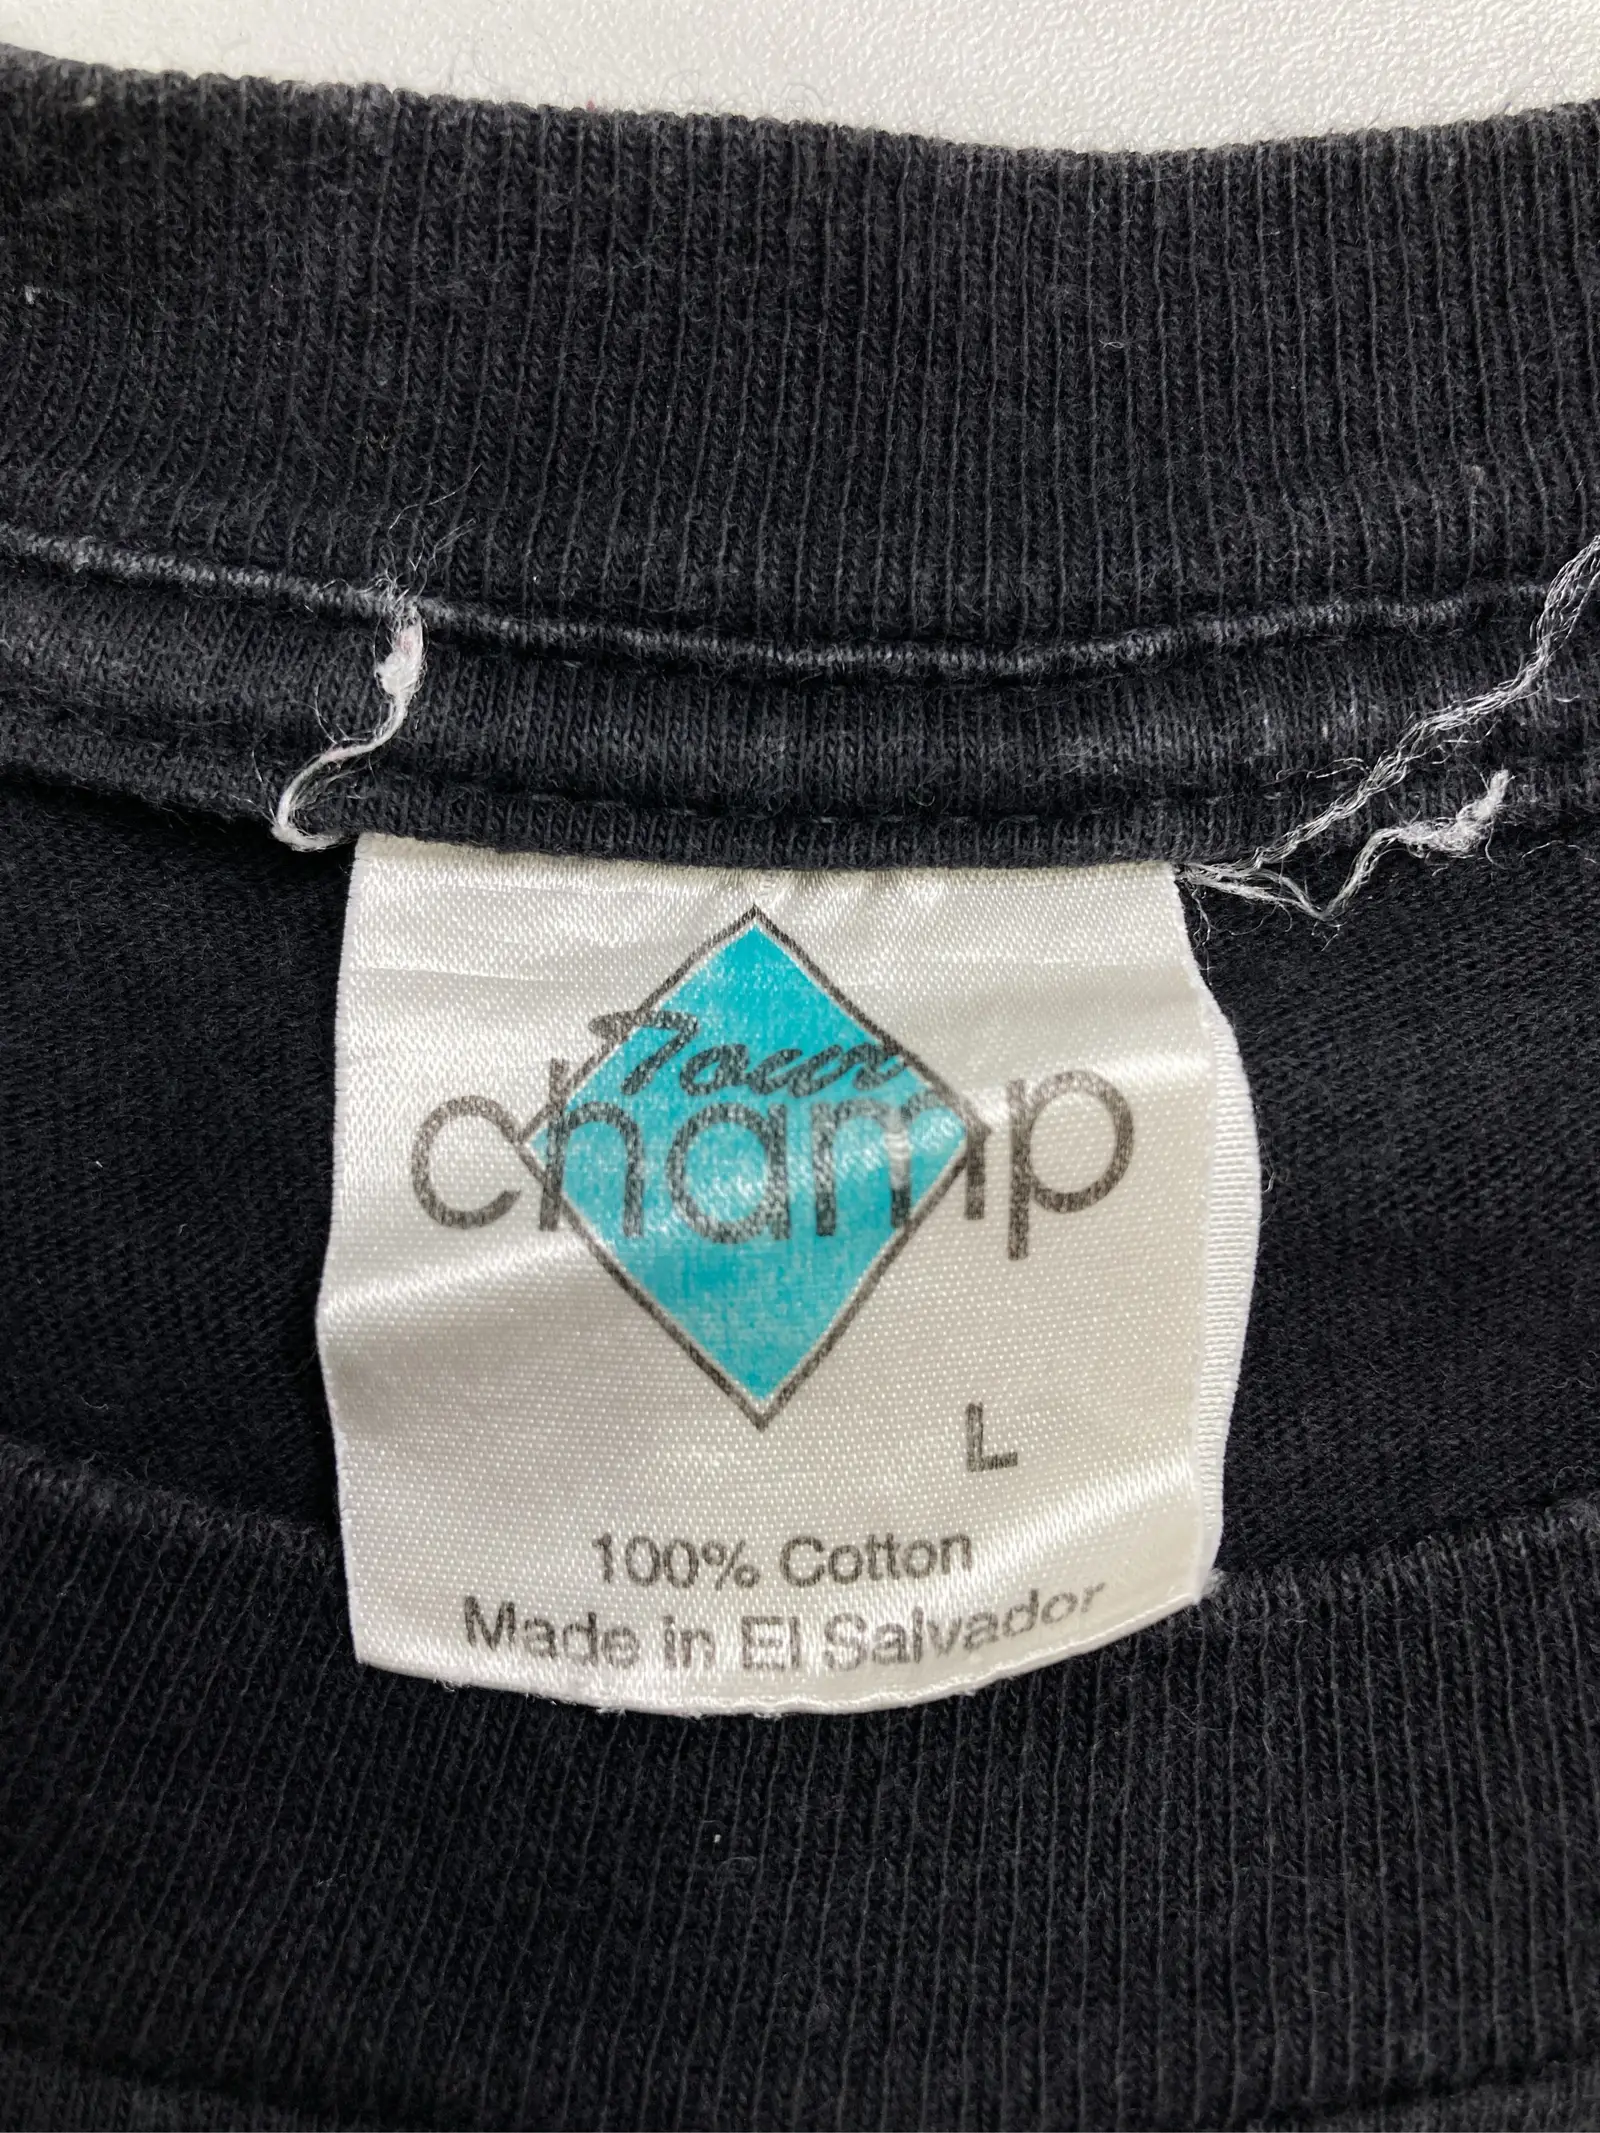 Tour
champ
L
100% Cotton
Made in El Salvador